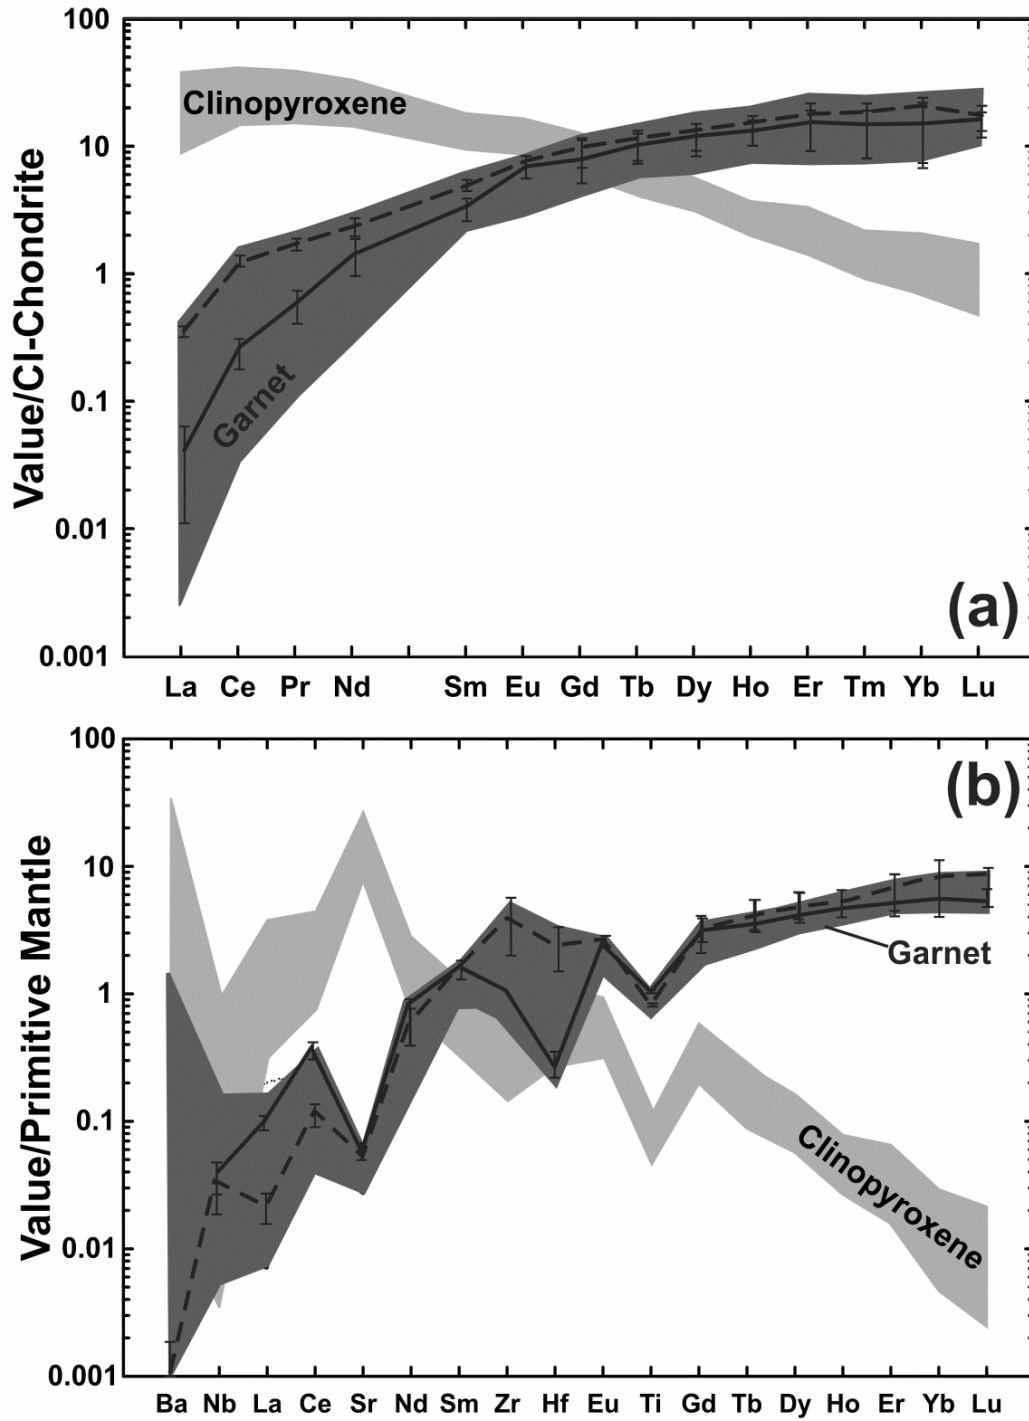 100
10
1
0.1
0.01
0.001
Value/CI-Chondrite
Clinopyroxene
Garnet
(a)
La Ce Pr Nd Sm Eu Gd Tb Dy Ho Er Tm Yb Lu
100
10
1
0.1
0.01
0.001
Value/Primitive Mantle
(b)
Garnet
Clinopyroxene
Ba Nb La Ce Sr Nd Sm Zr Hf Eu Ti Gd Tb Dy Ho Er Yb Lu